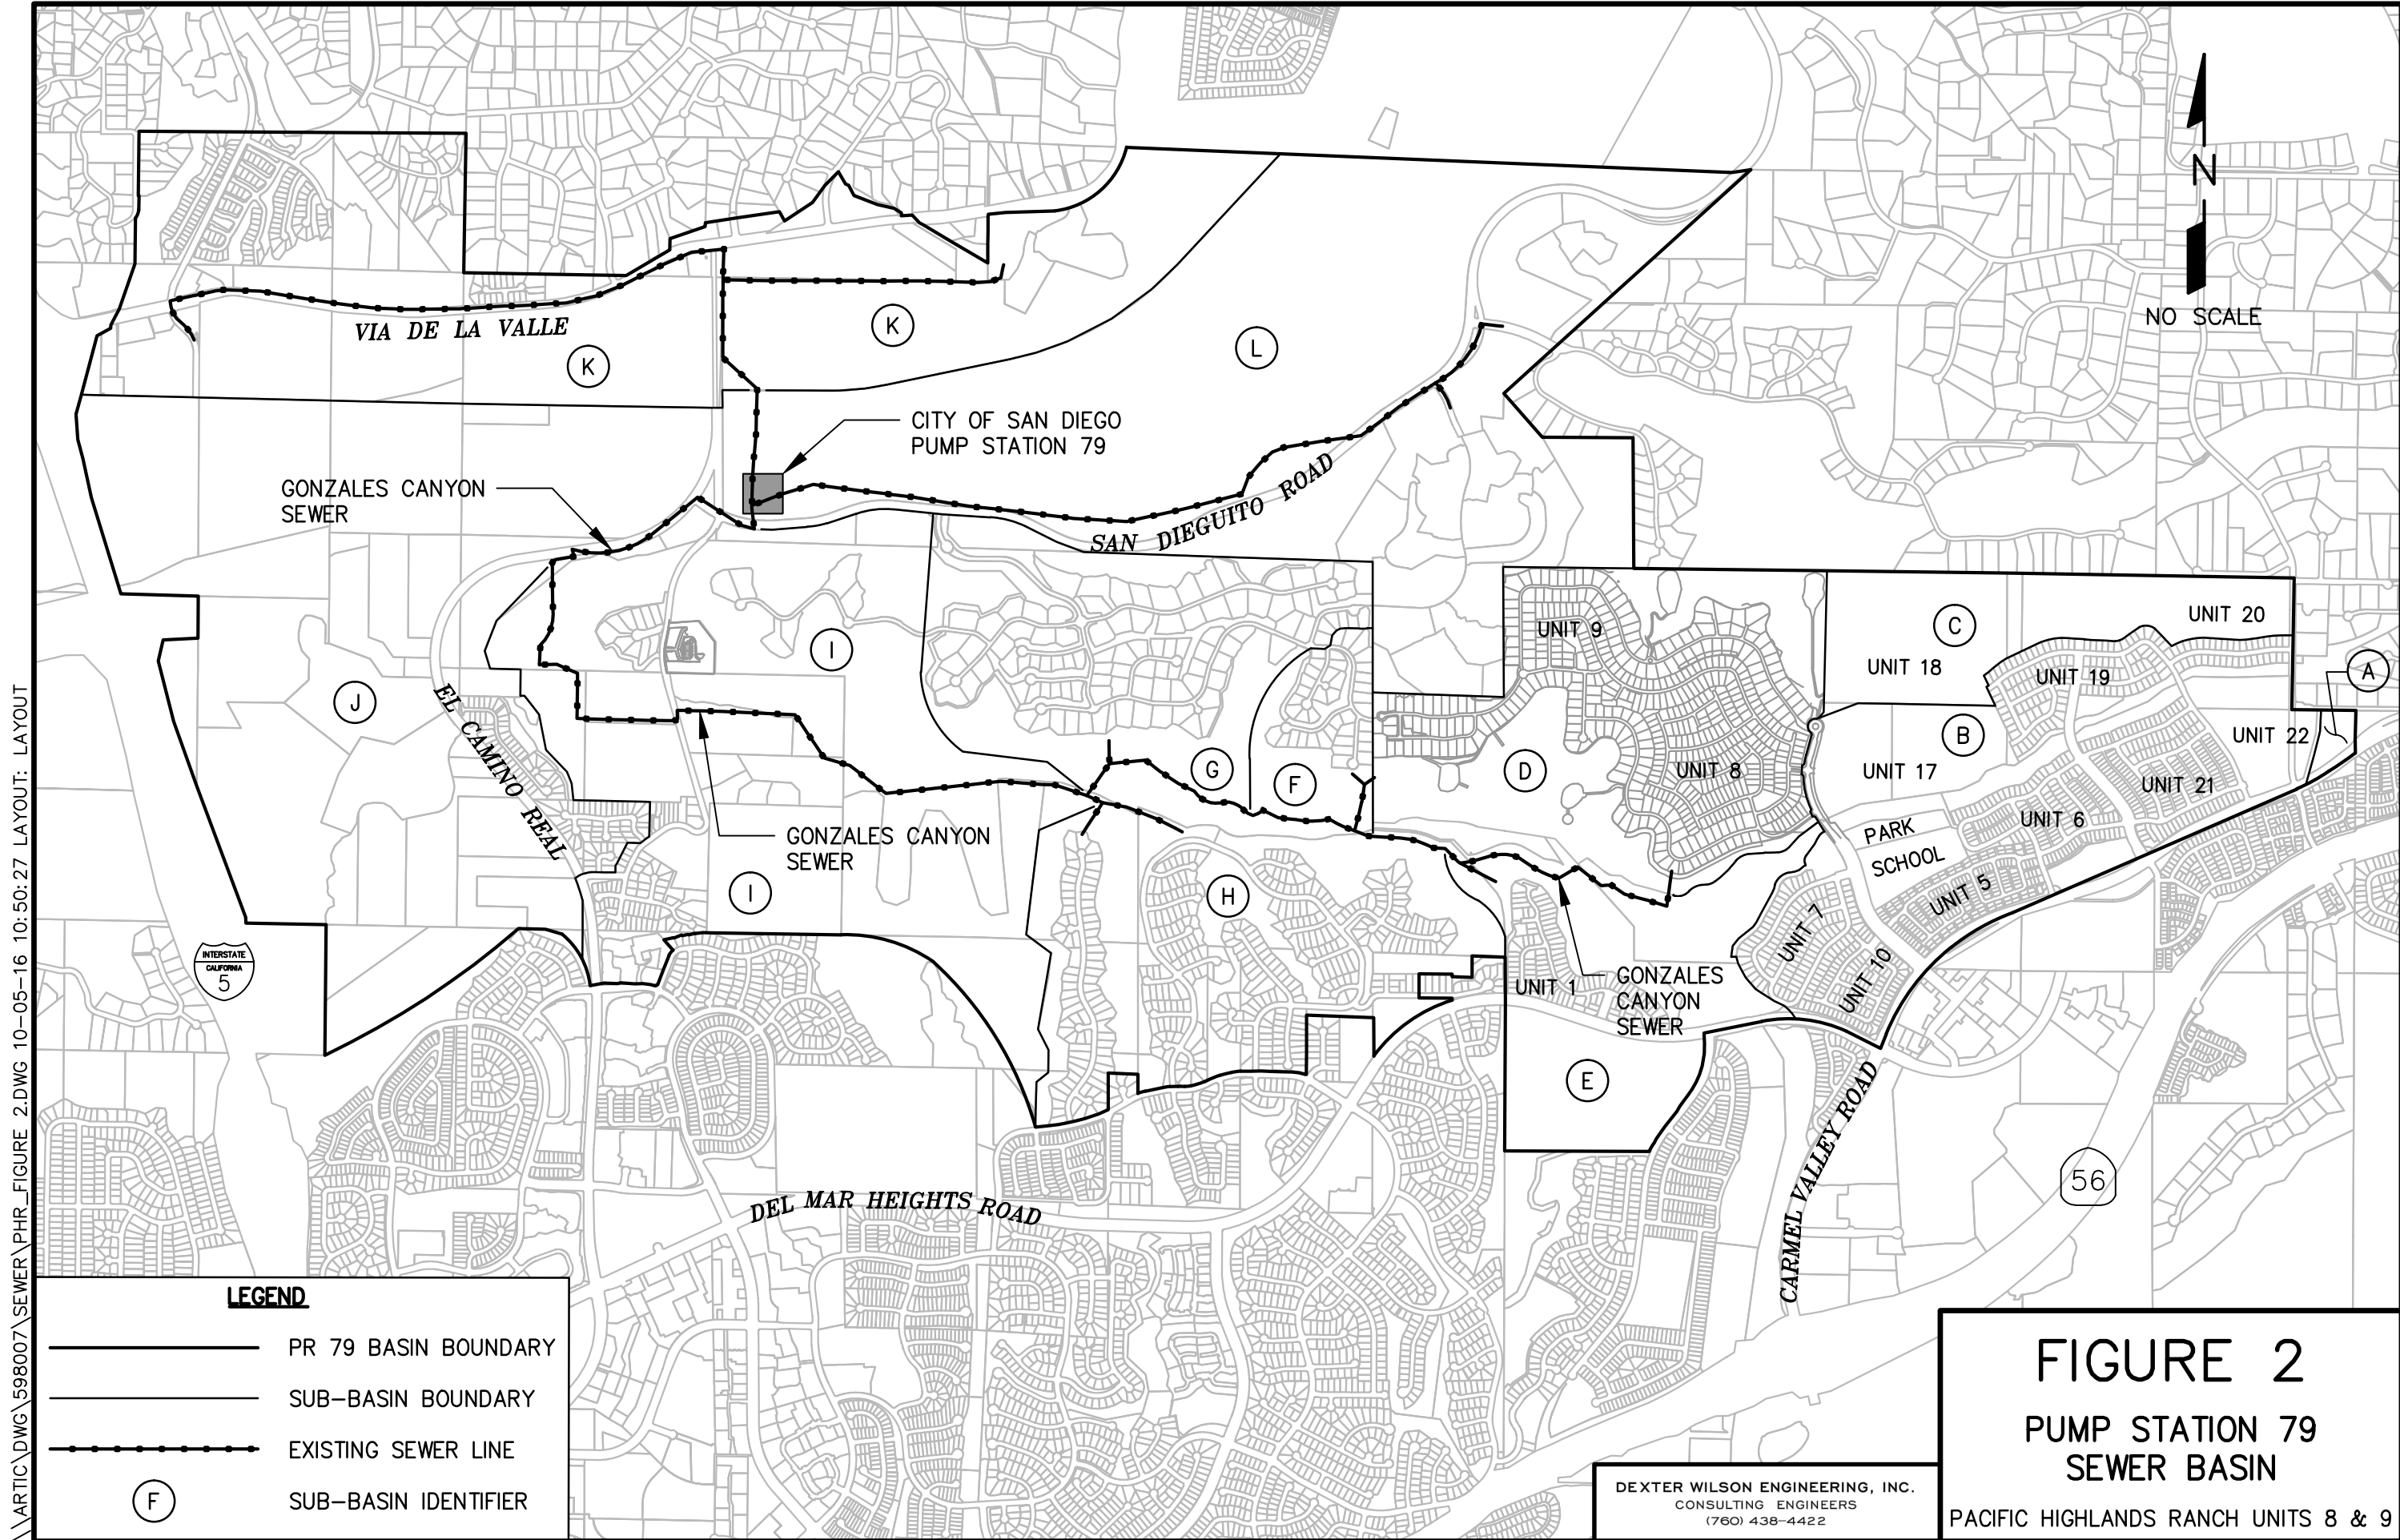 \\ARTIC\DWG\598007\SEWER\PHR_FIGURE 2.DWG 10-05-16 10:50:27 LAYOUT: LAYOUT
N
NO SCALE
VIA DE LA VALLE
K
K
L
CITY OF SAN DIEGO
PUMP STATION 79
GONZALES CANYON
SEWER
SAN DIEGUITO ROAD
UNIT 9
C
UNIT 20
UNIT 18
UNIT 19
A
I
J
EL CAMINO REAL
G
F
D
UNIT 8
B
UNIT 17
UNIT 22
UNIT 21
UNIT 6
PARK
SCHOOL
UNIT 5
GONZALES CANYON
SEWER
I
H
UNIT 7
UNIT 10
INTERSTATE
CALIFORNIA
5
UNIT 1
GONZALES
CANYON
SEWER
E
CARMEL VALLEY ROAD
56
DEL MAR HEIGHTS ROAD
LEGEND
PR 79 BASIN BOUNDARY
SUB-BASIN BOUNDARY
EXISTING SEWER LINE
F
SUB-BASIN IDENTIFIER
DEXTER WILSON ENGINEERING, INC.
CONSULTING ENGINEERS
(760) 438-4422
FIGURE 2
PUMP STATION 79
SEWER BASIN
PACIFIC HIGHLANDS RANCH UNITS 8 & 9